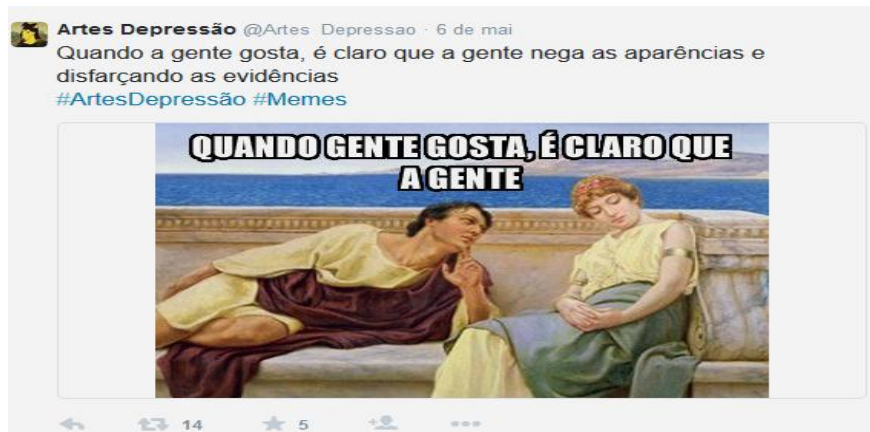 Artes Depressão @Artes_Depressao · 6 de mai
Quando a gente gosta, é claro que a gente nega as aparências e
disfarçando as evidências
#ArtesDepressão #Memes
QUANDO GENTE GOSTA, É CLARO QUE
A GENTE
14 5